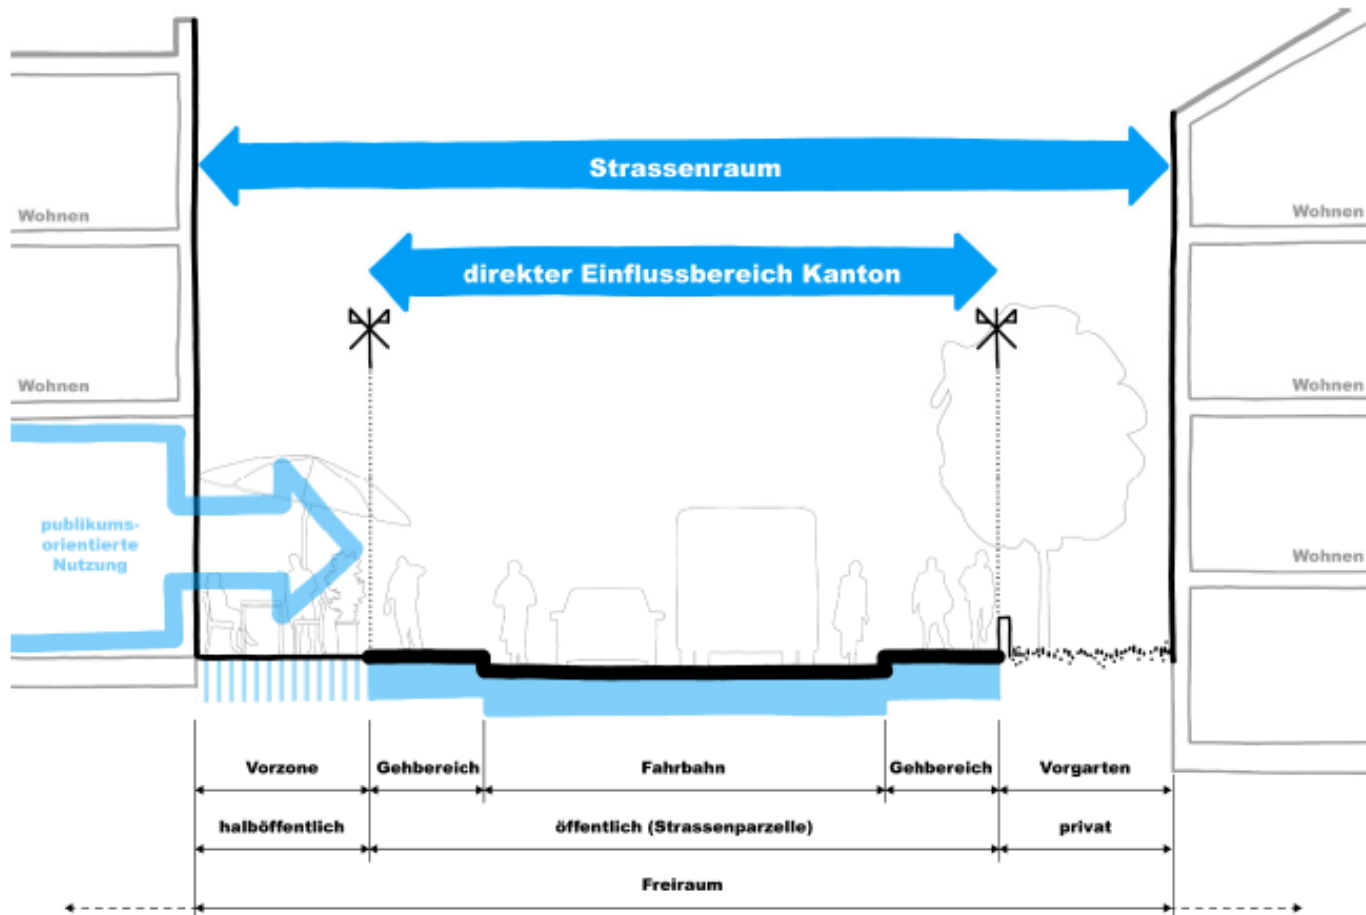 Strassenraum
Wohnen
Wohnen
direkter Einflussbereich Kanton
Wohnen
Wohnen
publikums-
orientierte
Nutzung
Wohnen
Vorzone
Gehbereich
Fahrbahn
Gehbereich
Vorgarten
halböffentlich
öffentlich (Strassenparzelle)
privat
Freiraum